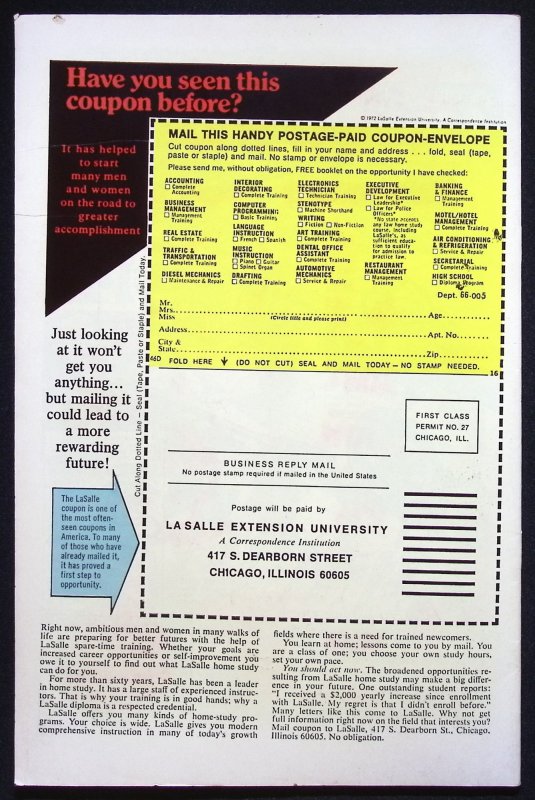 Have you seen this
coupon before?
© 1972 LaSalle Extension University, A Correspondence Institution
It has helped
to start
many men
and women
on the road to
greater
accomplishment
MAIL THIS HANDY POSTAGE-PAID COUPON-ENVELOPE
Cut coupon along dotted lines, fill in your name and address . . . fold, seal (tape,
paste or staple) and mail. No stamp or envelope is necessary.
Please send me, without obligation, FREE booklet on the opportunity I have checked:
ACCOUNTING
☐ Complete
Accounting
BUSINESS
MANAGEMENT
☐ Management
Training
REAL ESTATE
☐ Complete Training
TRAFFIC &
TRANSPORTATION
☐ Complete Training
DIESEL MECHANICS
☐ Maintenance & Repair
INTERIOR
DECORATING
☐ Complete Training
COMPUTER
PROGRAMMING
☐ Basic Training
LANGUAGE
INSTRUCTION
☐ French ☐ Spanish
MUSIC
INSTRUCTION
☐ Piano ☐ Guitar
☐ Spinet Organ
DRAFTING
☐ Complete Training
ELECTRONICS
TECHNICIAN
☐ Technician Training
STENOTYPE
☐ Machine Shorthand
WRITING
☐ Fiction ☐ Non-Fiction
ART TRAINING
☐ Complete Training
DENTAL OFFICE
ASSISTANT
☐ Complete Training
AUTOMOTIVE
MECHANICS
☐ Service & Repair
EXECUTIVE
DEVELOPMENT
☐ Law for Executive
Leadership*
☐ Law for Police
Officers*
*No state accepts
any law home study
course, including
LaSalle's, as
sufficient educa-
tion to qualify
for admission to
practice law.
RESTAURANT
MANAGEMENT
☐ Management
Training
BANKING
& FINANCE
☐ Management
Training
MOTEL/HOTEL
MANAGEMENT
☐ Complete Training
AIR CONDITIONING
& REFRIGERATION
☐ Service & Repair
SECRETARIAL
☐ Complete Training
HIGH SCHOOL
☐ Diploma Program
Dept. 66-005
Mr.
Mrs.
Miss
(Circle title and please print)
Age
Address
Apt. No.
City &
State
Zip
46D FOLD HERE ↓ (DO NOT CUT) SEAL AND MAIL TODAY – NO STAMP NEEDED.
16
Cut Along Dotted Line – Seal (Tape, Paste or Staple) and Mail Today.
Just looking
at it won't
get you
anything...
but mailing it
could lead to
a more
rewarding
future!
The LaSalle
coupon is one of
the most often-
seen coupons in
America. To many
of those who have
already mailed it,
it has proved a
first step to
opportunity.
FIRST CLASS
PERMIT NO. 27
CHICAGO, ILL.
BUSINESS REPLY MAIL
No postage stamp required if mailed in the United States
Postage will be paid by
LA SALLE EXTENSION UNIVERSITY
A Correspondence Institution
417 S. DEARBORN STREET
CHICAGO, ILLINOIS 60605
Right now, ambitious men and women in many walks of
life are preparing for better futures with the help of
LaSalle spare-time training. Whether your goals are
increased career opportunities or self-improvement you
owe it to yourself to find out what LaSalle home study
can do for you.
For more than sixty years, LaSalle has been a leader
in home study. It has a large staff of experienced instruc-
tors. That is why your training is in good hands; why a
LaSalle diploma is a respected credential.
LaSalle offers you many kinds of home-study pro-
grams. Your choice is wide. LaSalle gives you modern
comprehensive instruction in many of today's growth
fields where there is a need for trained newcomers.
You learn at home; lessons come to you by mail. You
are a class of one; you choose your own study hours,
set your own pace.
You should act now. The broadened opportunities re-
sulting from LaSalle home study may make a big differ-
ence in your future. One outstanding student reports:
"I received a $2,000 yearly increase since enrollment
with LaSalle. My regret is that I didn't enroll before."
Many letters like this come to LaSalle. Why not get
full information right now on the field that interests you?
Mail coupon to LaSalle, 417 S. Dearborn St., Chicago,
Illinois 60605. No obligation.